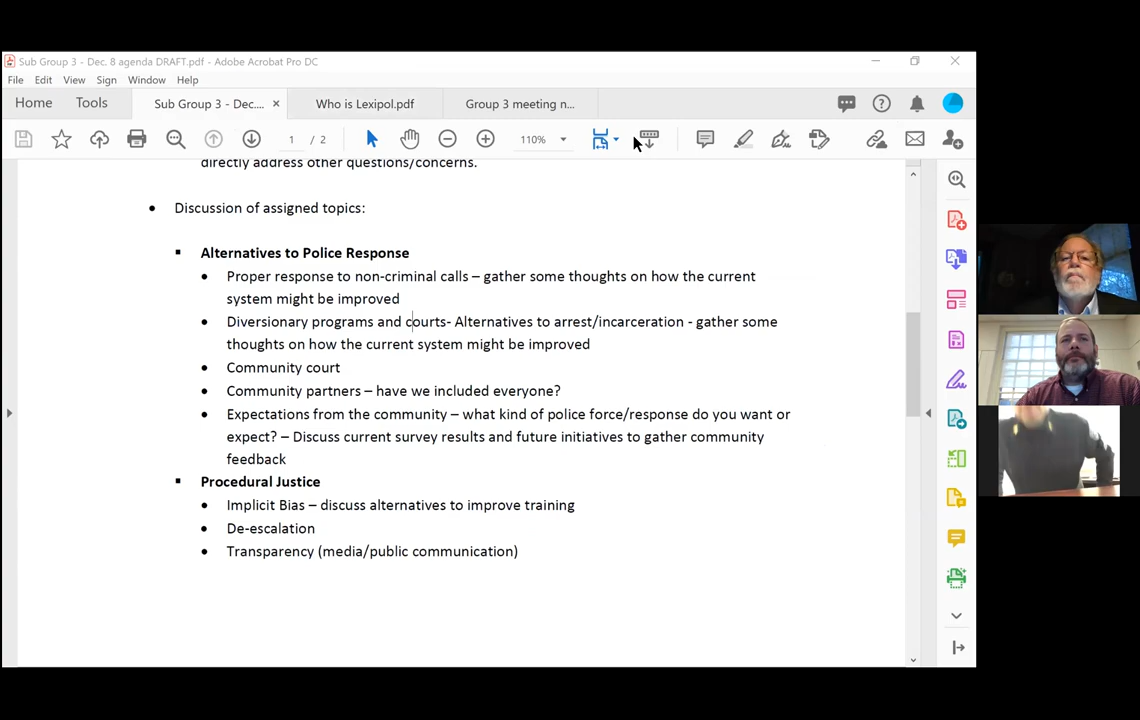 Sub Group 3 - Dec. 8 agenda DRAFT.pdf - Adobe Acrobat Pro DC
File Edit View Sign Window Help
Home Tools Sub Group 3 - Dec.... × Who is Lexipol.pdf Group 3 meeting n...
1 / 2 110%
directly address other questions/concerns.
• Discussion of assigned topics:
▪ Alternatives to Police Response
• Proper response to non-criminal calls – gather some thoughts on how the current
system might be improved
• Diversionary programs and courts- Alternatives to arrest/incarceration - gather some
thoughts on how the current system might be improved
• Community court
• Community partners – have we included everyone?
• Expectations from the community – what kind of police force/response do you want or
expect? – Discuss current survey results and future initiatives to gather community
feedback
▪ Procedural Justice
• Implicit Bias – discuss alternatives to improve training
• De-escalation
• Transparency (media/public communication)